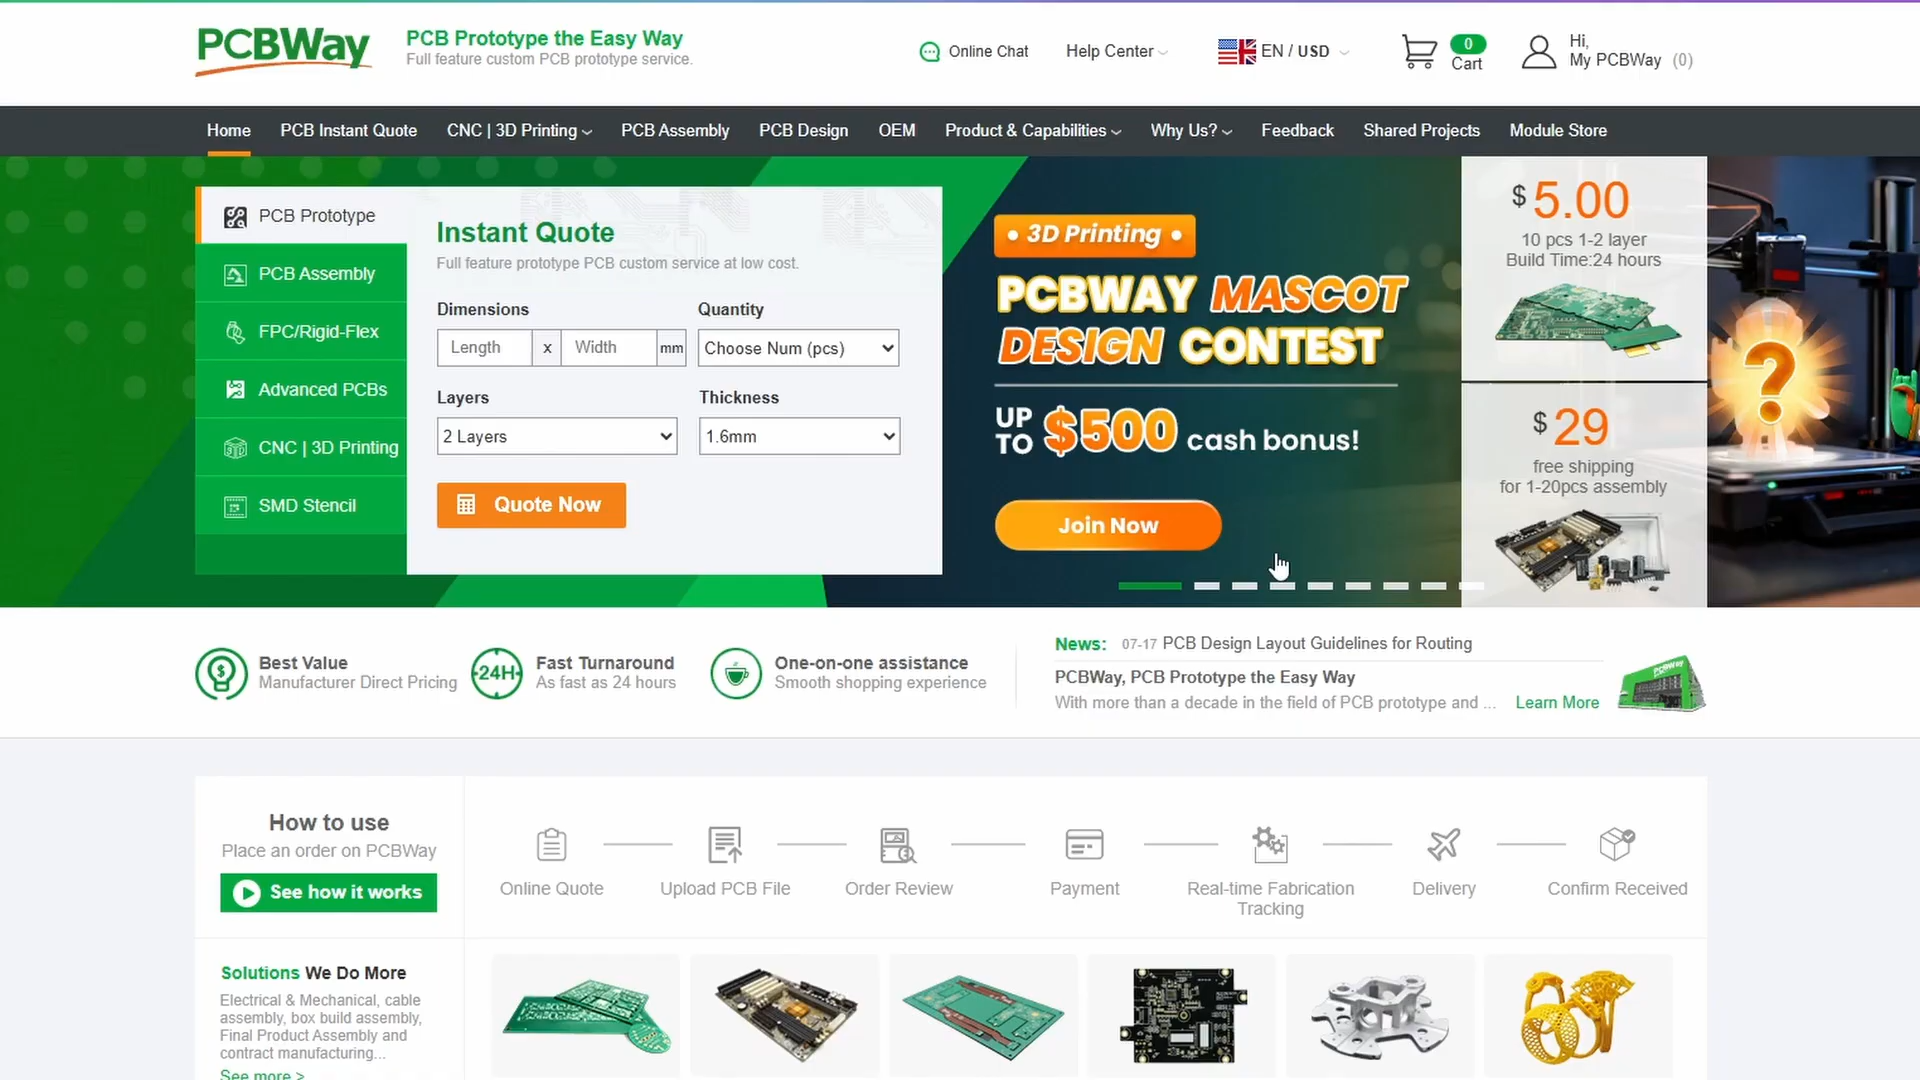 PCBWay
PCB Prototype the Easy Way
Full feature custom PCB prototype service.
Online Chat
Help Center
EN / USD
0
Cart
Hi,
My PCBWay (0)
Home
PCB Instant Quote
CNC | 3D Printing
PCB Assembly
PCB Design
OEM
Product & Capabilities
Why Us?
Feedback
Shared Projects
Module Store
PCB Prototype
PCB Assembly
FPC/Rigid-Flex
Advanced PCBs
CNC | 3D Printing
SMD Stencil
Instant Quote
Full feature prototype PCB custom service at low cost.
Dimensions
Quantity
Length x Width mm
Choose Num (pcs)
Layers
Thickness
2 Layers
1.6mm
Quote Now
• 3D Printing •
PCBWAY MASCOT
DESIGN CONTEST
UP TO $500 cash bonus!
Join Now
$ 5.00
10 pcs 1-2 layer
Build Time:24 hours
$ 29
free shipping
for 1-20pcs assembly
?
Best Value
Manufacturer Direct Pricing
24H
Fast Turnaround
As fast as 24 hours
One-on-one assistance
Smooth shopping experience
News: 07-17 PCB Design Layout Guidelines for Routing
PCBWay, PCB Prototype the Easy Way
With more than a decade in the field of PCB prototype and ... Learn More
PCBWay
How to use
Place an order on PCBWay
See how it works
Online Quote
Upload PCB File
Order Review
Payment
Real-time Fabrication
Tracking
Delivery
Confirm Received
Solutions We Do More
Electrical & Mechanical, cable
assembly, box build assembly,
Final Product Assembly and
contract manufacturing...
See more >